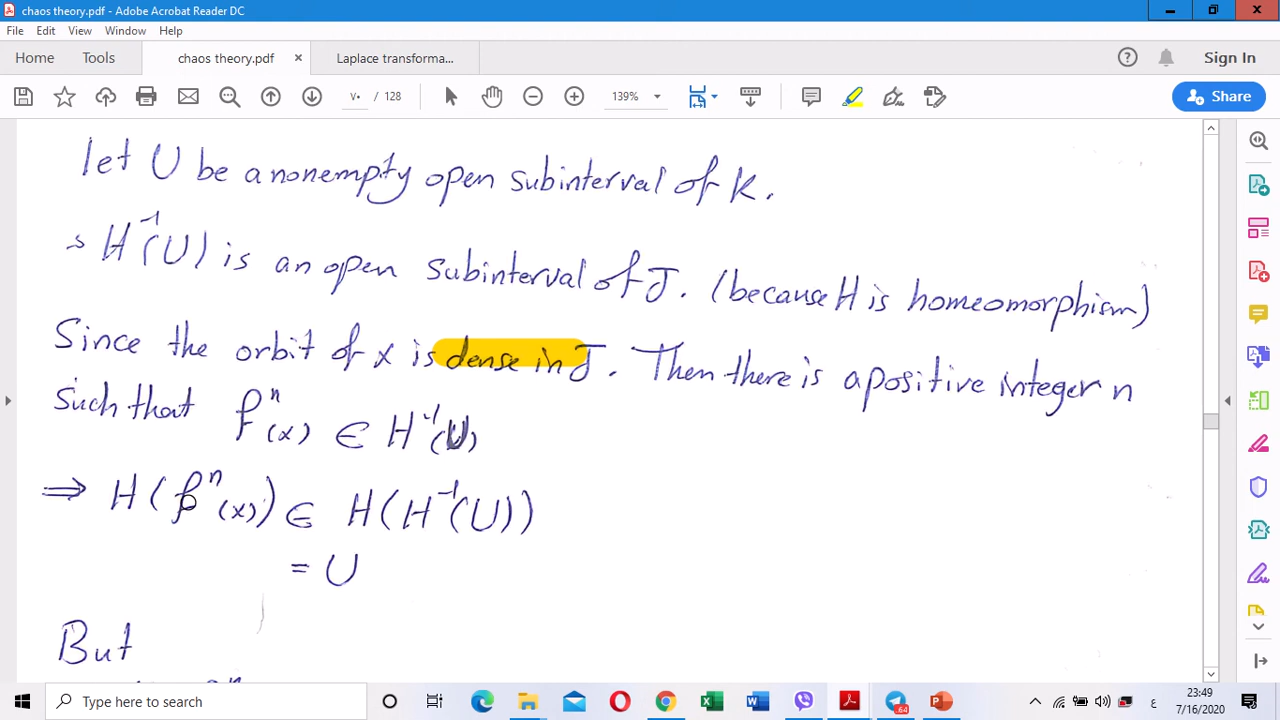 chaos theory.pdf - Adobe Acrobat Reader DC
File Edit View Window Help
Home Tools chaos theory.pdf × Laplace transforma... Sign In
/ 128 139% Share
let U be a nonempty open subinterval of K.
H⁻¹(U) is an open subinterval of J. (because H is homeomorphism)
Since the orbit of x is dense in J. Then there is a positive integer n
Such that fⁿ(x) ∈ H⁻¹(U)
⇒ H(fⁿ(x)) ∈ H(H⁻¹(U))
= U
But
Type here to search ع 23:49
64 7/16/2020